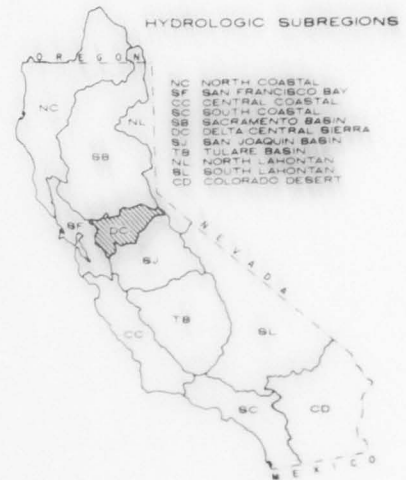 HYDROLOGIC SUBREGIONS
OREGON
NC NORTH COASTAL
SF SAN FRANCISCO BAY
CC CENTRAL COASTAL
SC SOUTH COASTAL
SB SACRAMENTO BASIN
DC DELTA CENTRAL SIERRA
SJ SAN JOAQUIN BASIN
TB TULARE BASIN
NL NORTH LAHONTAN
SL SOUTH LAHONTAN
CD COLORADO DESERT
NC
NL
SB
SF
DC
NEVADA
SJ
CC
TB
SL
SC
CD
MEXICO